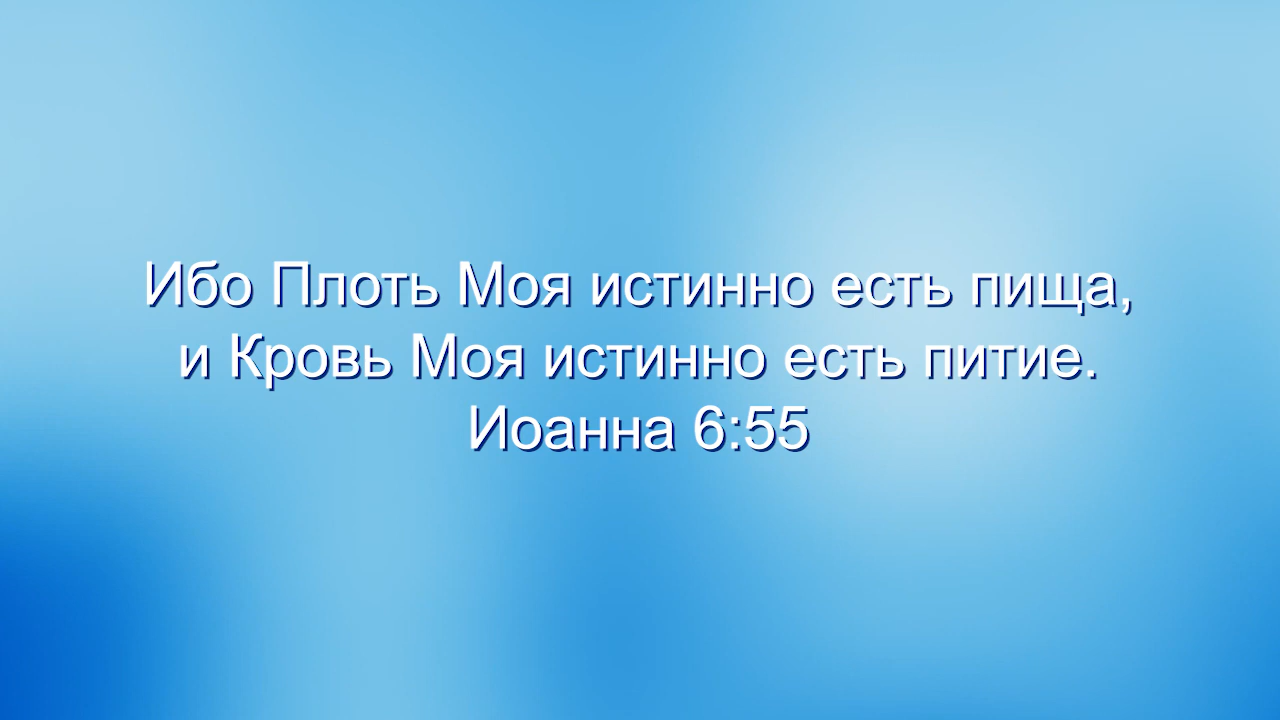 Ибо Плоть Моя истинно есть пища,
и Кровь Моя истинно есть питие.
Иоанна 6:55